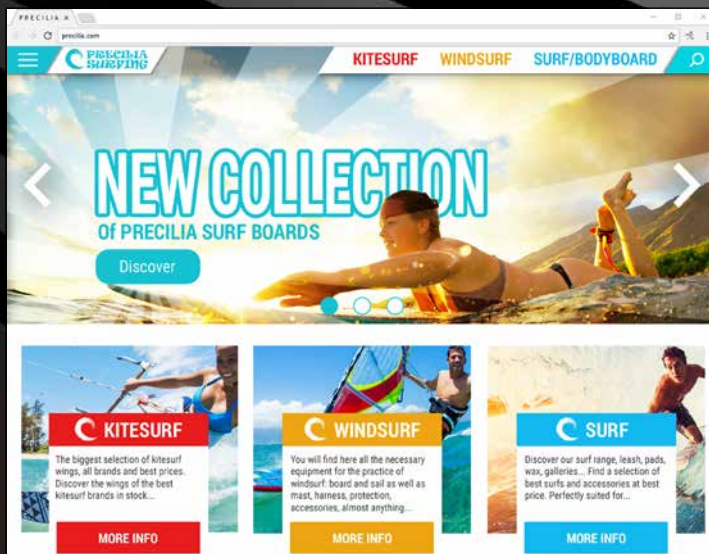 PRECILIA X
precilia.com
PRECILIA
SURFING
KITESURF WINDSURF SURF/BODYBOARD
NEW COLLECTION
Of PRECILIA SURF BOARDS
Discover
KITESURF
The biggest selection of kitesurf
wings, all brands and best prices.
Discover the wings of the best
kitesurf brands in stock...
MORE INFO
WINDSURF
You will find here all the necessary
equipment for the practice of
windsurf: board and sail as well as
mast, harness, protection,
accessories, almost anything...
MORE INFO
SURF
Discover our surf range, leash, pads,
wax, galleries... Find a selection of
best surfs and accessories at best
price. Perfectly suited for...
MORE INFO